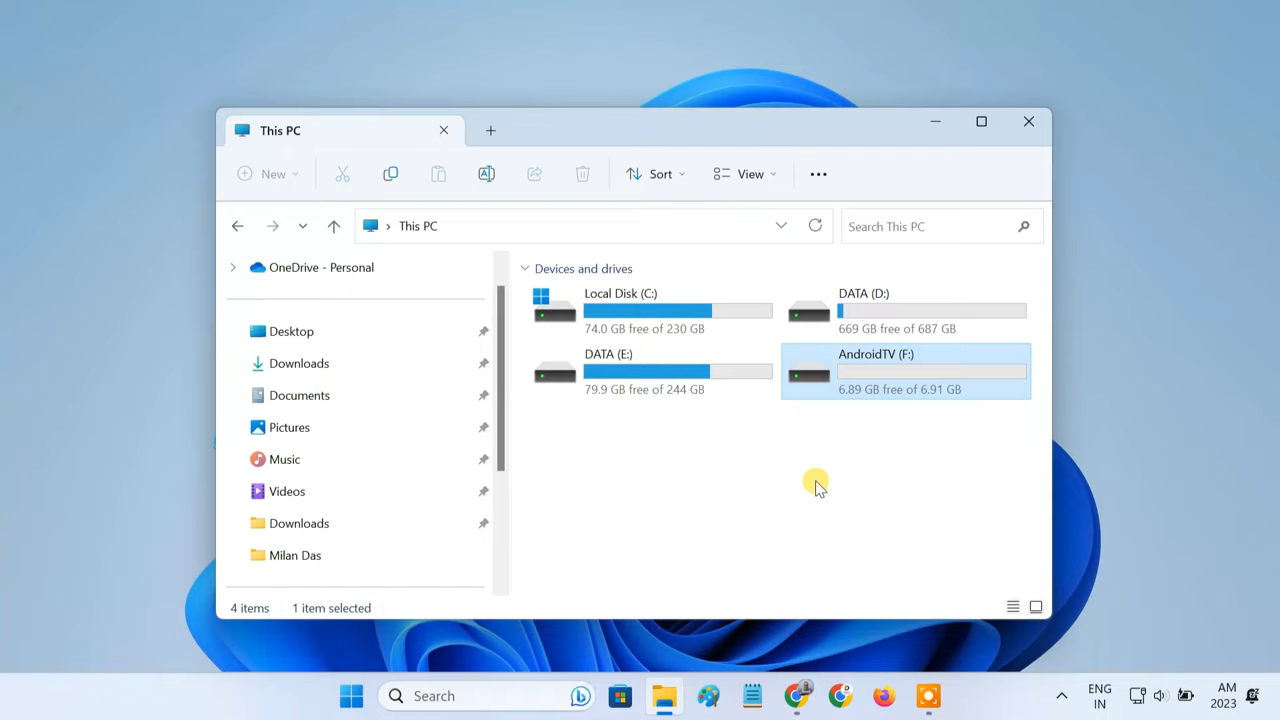 This PC
New
Sort
View
This PC
Search This PC
OneDrive - Personal
Desktop
Downloads
Documents
Pictures
Music
Videos
Downloads
Milan Das
Devices and drives
Local Disk (C:)
74.0 GB free of 230 GB
DATA (D:)
669 GB free of 687 GB
DATA (E:)
79.9 GB free of 244 GB
AndroidTV (F:)
6.89 GB free of 6.91 GB
4 items
1 item selected
Search
ENG
IN
AM
2023